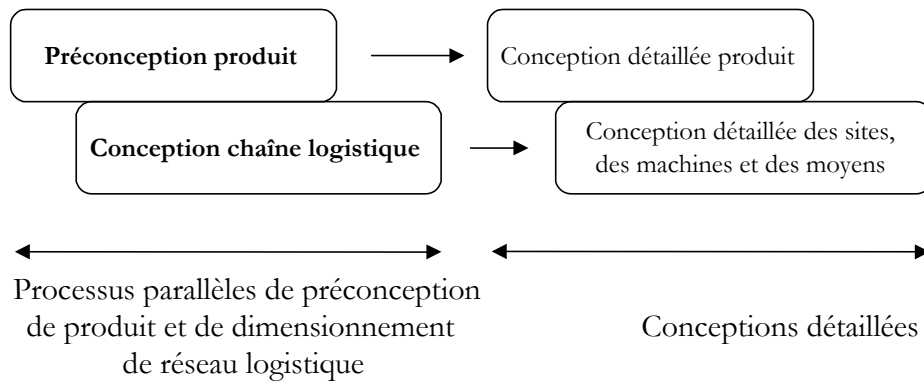 Préconception produit
Conception détaillée produit
Conception chaîne logistique
Conception détaillée des sites,
des machines et des moyens
Processus parallèles de préconception
de produit et de dimensionnement
de réseau logistique
Conceptions détaillées